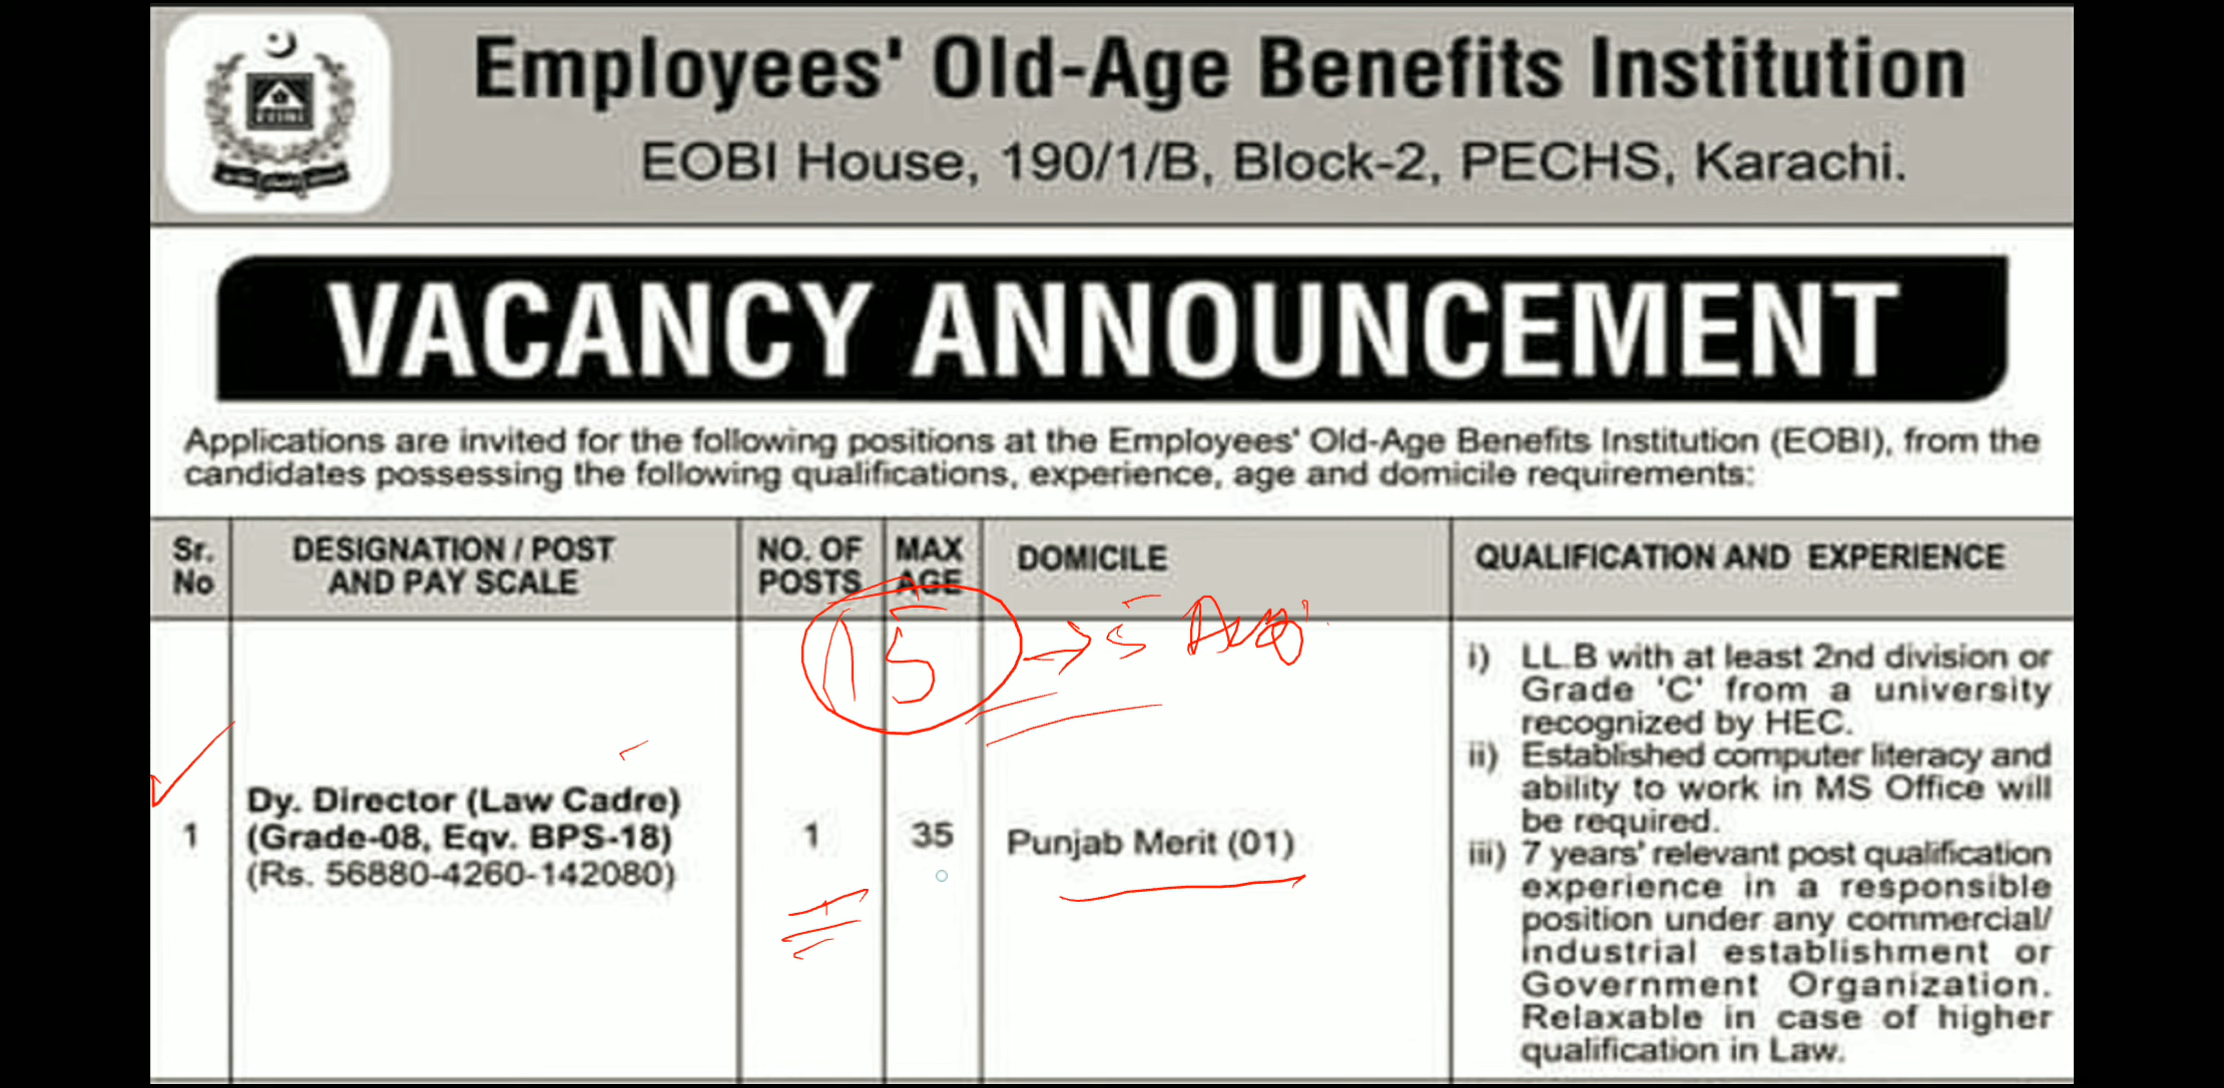 Employees' Old-Age Benefits Institution
EOBI House, 190/1/B, Block-2, PECHS, Karachi.
VACANCY ANNOUNCEMENT
Applications are invited for the following positions at the Employees' Old-Age Benefits Institution (EOBI), from the
candidates possessing the following qualifications, experience, age and domicile requirements:
Sr.
No
DESIGNATION / POST
AND PAY SCALE
NO. OF
POSTS
MAX
AGE
DOMICILE
QUALIFICATION AND EXPERIENCE
15
5
1
Dy. Director (Law Cadre)
(Grade-08, Eqv. BPS-18)
(Rs. 56880-4260-142080)
1
35
Punjab Merit (01)
i) LL.B with at least 2nd division or
Grade 'C' from a university
recognized by HEC.
ii) Established computer literacy and
ability to work in MS Office will
be required.
iii) 7 years' relevant post qualification
experience in a responsible
position under any commercial/
industrial establishment or
Government Organization.
Relaxable in case of higher
qualification in Law.